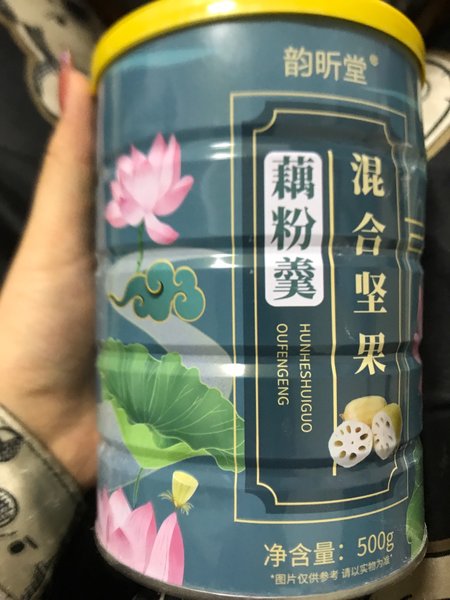 韵昕堂®
混合坚果
藕粉羹
HUNHESHUIGUO
OUFENGENG
净含量：500g
*图片仅供参考 请以实物为准*